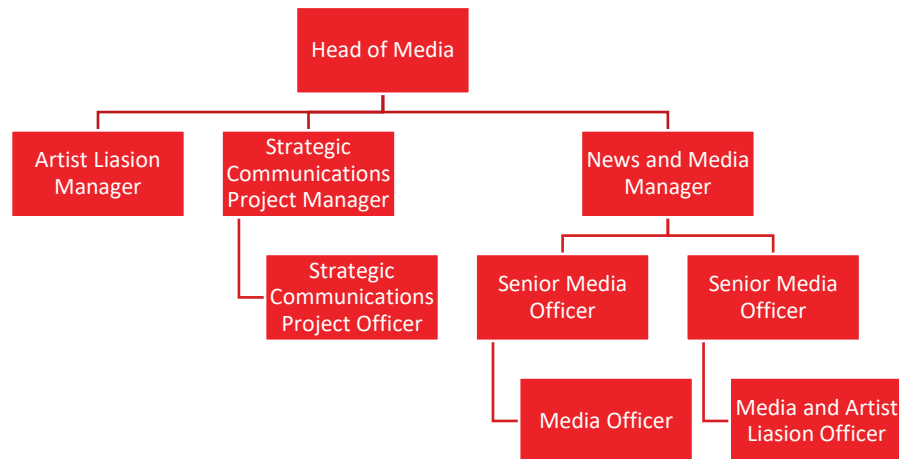 Head of Media
Artist Liasion
Manager
Strategic
Communications
Project Manager
News and Media
Manager
Strategic
Communications
Project Officer
Senior Media
Officer
Senior Media
Officer
Media Officer
Media and Artist
Liasion Officer